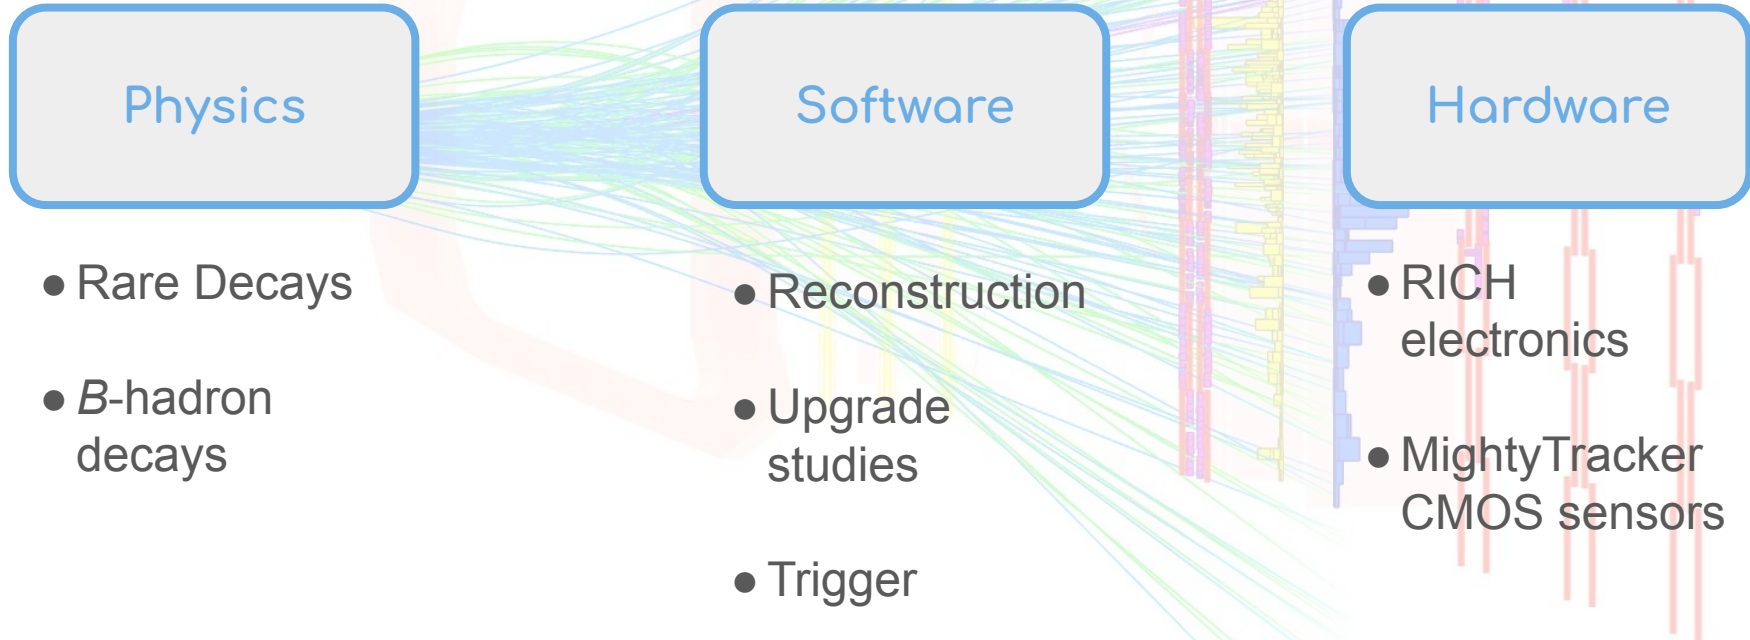 Physics
● Rare Decays
● B-hadron
decays
Software
● Reconstruction
● Upgrade
studies
● Trigger
Hardware
● RICH
electronics
● MightyTracker
CMOS sensors